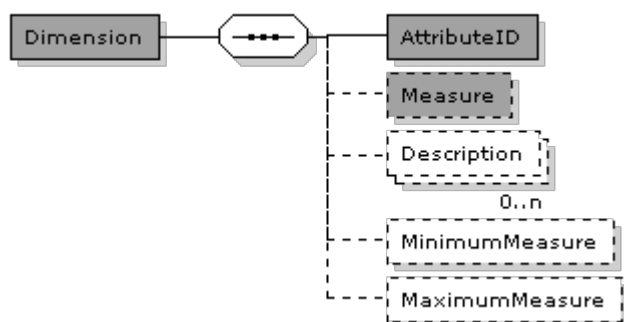 Dimension
AttributeID
Measure
Description
0..n
MinimumMeasure
MaximumMeasure